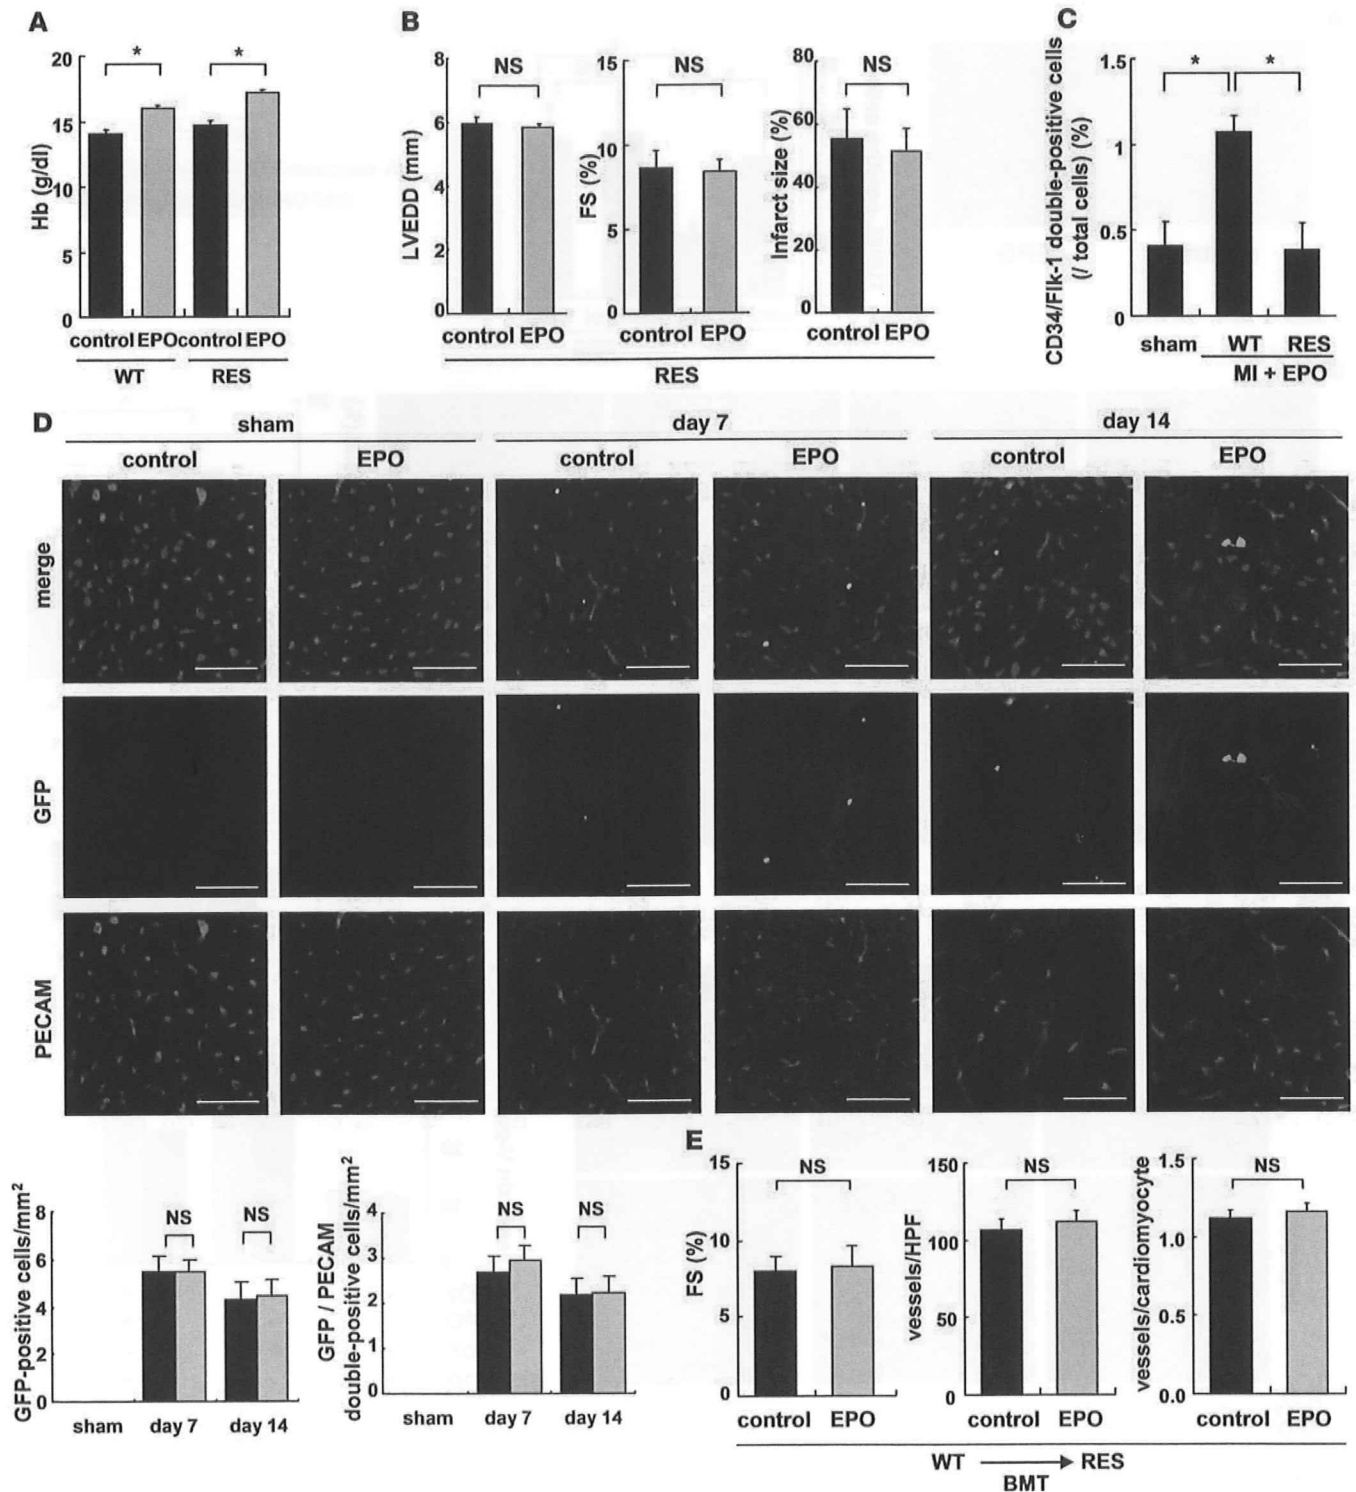 A
Hb (g/dl)
20
15
10
5
0
*
*
control EPO control EPO
WT RES
B
LVEDD (mm)
8
6
4
2
0
NS
control EPO
FS (%)
15
10
5
0
NS
control EPO
Infarct size (%)
80
60
40
20
0
NS
control EPO
RES
C
CD34/Flk-1 double-positive cells
(/ total cells) (%)
1.5
1
0.5
0
*
*
sham WT RES
MI + EPO
D
sham day 7 day 14
control EPO control EPO control EPO
merge
GFP
PECAM
GFP-positive cells/mm2
8
6
4
2
0
NS
NS
sham day 7 day 14
GFP / PECAM
double-positive cells/mm2
4
3
2
1
0
NS
NS
sham day 7 day 14
E
FS (%)
15
10
5
0
NS
control EPO
vessels/HPF
150
100
50
0
NS
control EPO
vessels/cardiomyocyte
1.5
1.0
0.5
0.0
NS
control EPO
WT RES
BMT